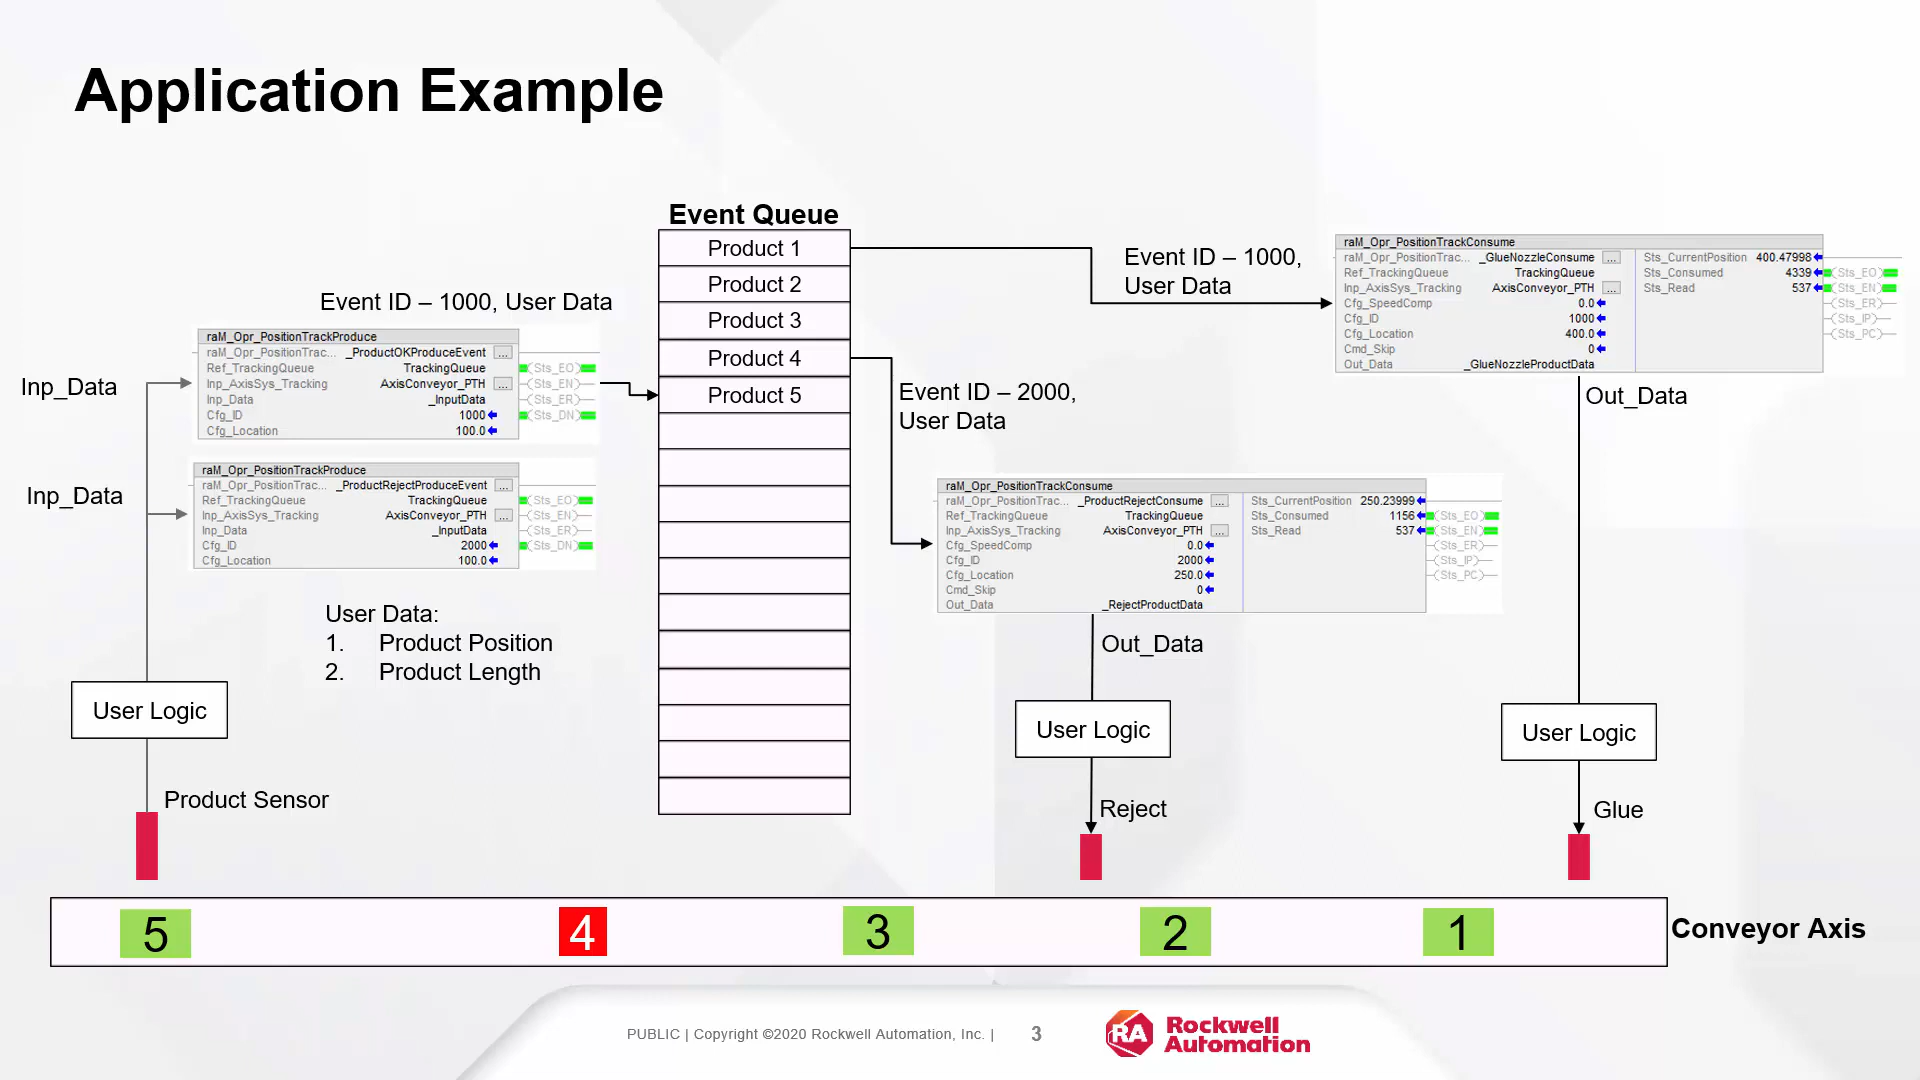 Application Example
Event Queue
Product 1
Product 2
Product 3
Product 4
Product 5
Event ID – 1000, User Data
Inp_Data
raM_Opr_PositionTrackProduce
raM_Opr_PositionTrac... _ProductOKProduceEvent ...
Ref_TrackingQueue TrackingQueue (Sts_EO)
Inp_AxisSys_Tracking AxisConveyor_PTH ... (Sts_EN)
Inp_Data _InputData (Sts_ER)
Cfg_ID 1000 (Sts_DN)
Cfg_Location 100.0
Inp_Data
raM_Opr_PositionTrackProduce
raM_Opr_PositionTrac... _ProductRejectProduceEvent ...
Ref_TrackingQueue TrackingQueue (Sts_EO)
Inp_AxisSys_Tracking AxisConveyor_PTH ... (Sts_EN)
Inp_Data _InputData (Sts_ER)
Cfg_ID 2000 (Sts_DN)
Cfg_Location 100.0
User Data:
1. Product Position
2. Product Length
User Logic
Product Sensor
Event ID – 1000,
User Data
raM_Opr_PositionTrackConsume
raM_Opr_PositionTrac... _GlueNozzleConsume ... Sts_CurrentPosition 400.47998
Ref_TrackingQueue TrackingQueue Sts_Consumed 4339 (Sts_EO)
Inp_AxisSys_Tracking AxisConveyor_PTH ... Sts_Read 537 (Sts_EN)
Cfg_SpeedComp 0.0 (Sts_ER)
Cfg_ID 1000 (Sts_IP)
Cfg_Location 400.0 (Sts_PC)
Cmd_Skip 0
Out_Data _GlueNozzleProductData
Out_Data
Event ID – 2000,
User Data
raM_Opr_PositionTrackConsume
raM_Opr_PositionTrac... _ProductRejectConsume ... Sts_CurrentPosition 250.23999
Ref_TrackingQueue TrackingQueue Sts_Consumed 1156 (Sts_EO)
Inp_AxisSys_Tracking AxisConveyor_PTH ... Sts_Read 537 (Sts_EN)
Cfg_SpeedComp 0.0 (Sts_ER)
Cfg_ID 2000 (Sts_IP)
Cfg_Location 250.0 (Sts_PC)
Cmd_Skip 0
Out_Data _RejectProductData
Out_Data
User Logic
Reject
User Logic
Glue
5 4 3 2 1
Conveyor Axis
PUBLIC | Copyright ©2020 Rockwell Automation, Inc. | 3
RA Rockwell
Automation